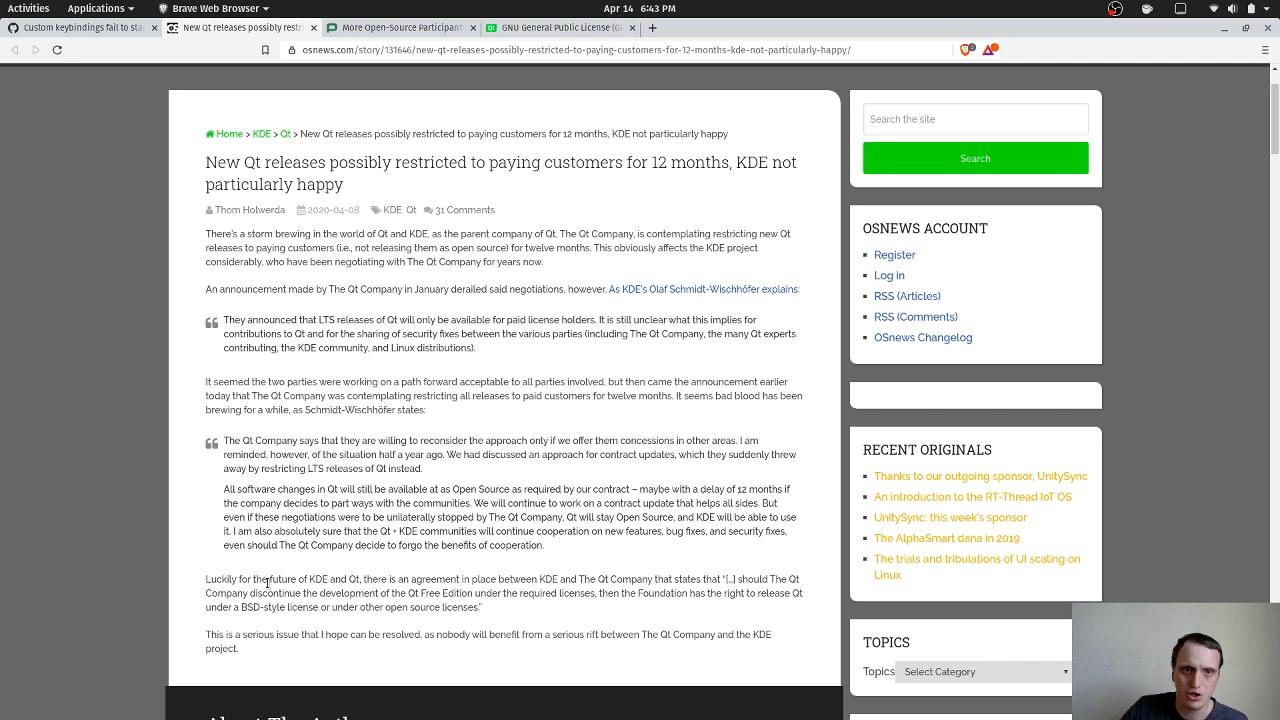 Activities
Brave Web Browser
Apr 14 6:43 PM
Custom keybindings fail to sta
New Qt releases possibly restri
More Open Source Participant
GNU General Public License (
osnews.com/story/131646/new-qt-releases-possibly-restricted-to-paying-customers-for-12-months-kde-not-particularly-happy/
Home > KDE > Qt > New Qt releases possibly restricted to paying customers for 12 months, KDE not particularly happy
New Qt releases possibly restricted to paying customers for 12 months, KDE not
particularly happy
Thom Holwerda 2020-04-08 KDE, Qt 31 Comments
There's a storm brewing in the world of Qt and KDE, as the parent company of Qt, The Qt Company, is contemplating restricting new Qt
releases to paying customers (i.e., not releasing them as open source) for twelve months. This obviously affects the KDE project
considerably, who have been negotiating with The Qt Company for years now.
An announcement made by The Qt Company in January derailed said negotiations, however. As KDE's Olaf Schmidt-Wischhöfer explains:
They announced that LTS releases of Qt will only be available for paid license holders. It is still unclear what this implies for
contributions to Qt and for the sharing of security fixes between the various parties (including The Qt Company, the many Qt experts
contributing, the KDE community, and Linux distributions).
It seemed the two parties were working on a path forward acceptable to all parties involved, but then came the announcement earlier
today that The Qt Company was contemplating restricting all releases to paid customers for twelve months. It seems bad blood has been
brewing for a while, as Schmidt-Wischhöfer states:
The Qt Company says that they are willing to reconsider the approach only if we offer them concessions in other areas. I am
reminded, however, of the situation half a year ago. We had discussed an approach for contract updates, which they suddenly threw
away by restricting LTS releases of Qt instead.
All software changes in Qt will still be available at as Open Source as required by our contract – maybe with a delay of 12 months if
the company decides to part ways with the communities. We will continue to work on a contract update that helps all sides. But
even if these negotiations were to be unilaterally stopped by The Qt Company, Qt will stay Open Source, and KDE will be able to use
it. I am also absolutely sure that the Qt + KDE communities will continue cooperation on new features, bug fixes, and security fixes,
even should The Qt Company decide to forgo the benefits of cooperation.
Luckily for the future of KDE and Qt, there is an agreement in place between KDE and The Qt Company that states that "[…] should The Qt
Company discontinue the development of the Qt Free Edition under the required licenses, then the Foundation has the right to release Qt
under a BSD-style license or under other open source licenses."
This is a serious issue that I hope can be resolved, as nobody will benefit from a serious rift between The Qt Company and the KDE
project.
Search the site
Search
OSNEWS ACCOUNT
Register
Log in
RSS (Articles)
RSS (Comments)
OSnews Changelog
RECENT ORIGINALS
Thanks to our outgoing sponsor, UnitySync
An introduction to the RT-Thread IoT OS
UnitySync: this week's sponsor
The AlphaSmart dana in 2019
The trials and tribulations of UI scaling on
Linux
TOPICS
Topics Select Category